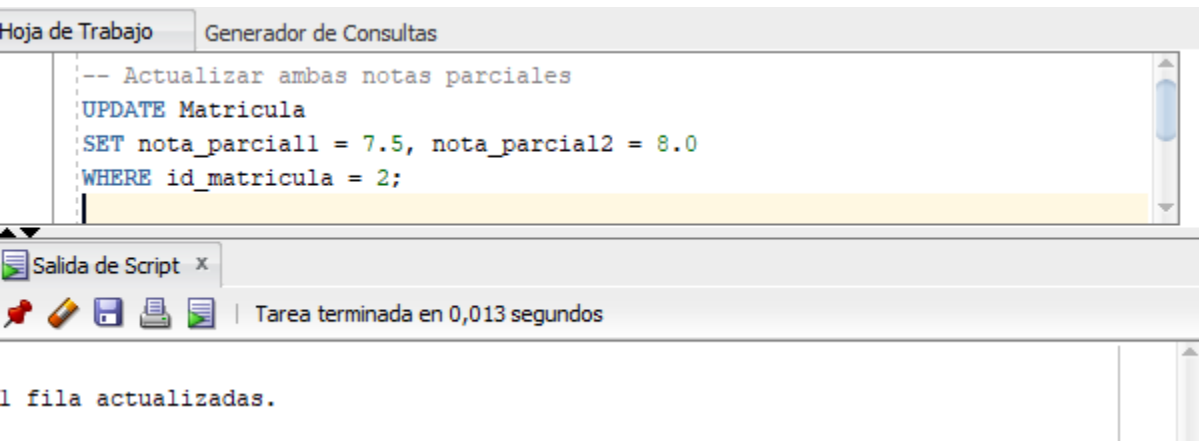 Hoja de Trabajo Generador de Consultas
-- Actualizar ambas notas parciales
UPDATE Matricula
SET nota_parcial1 = 7.5, nota_parcial2 = 8.0
WHERE id_matricula = 2;
Salida de Script x
Tarea terminada en 0,013 segundos
1 fila actualizadas.